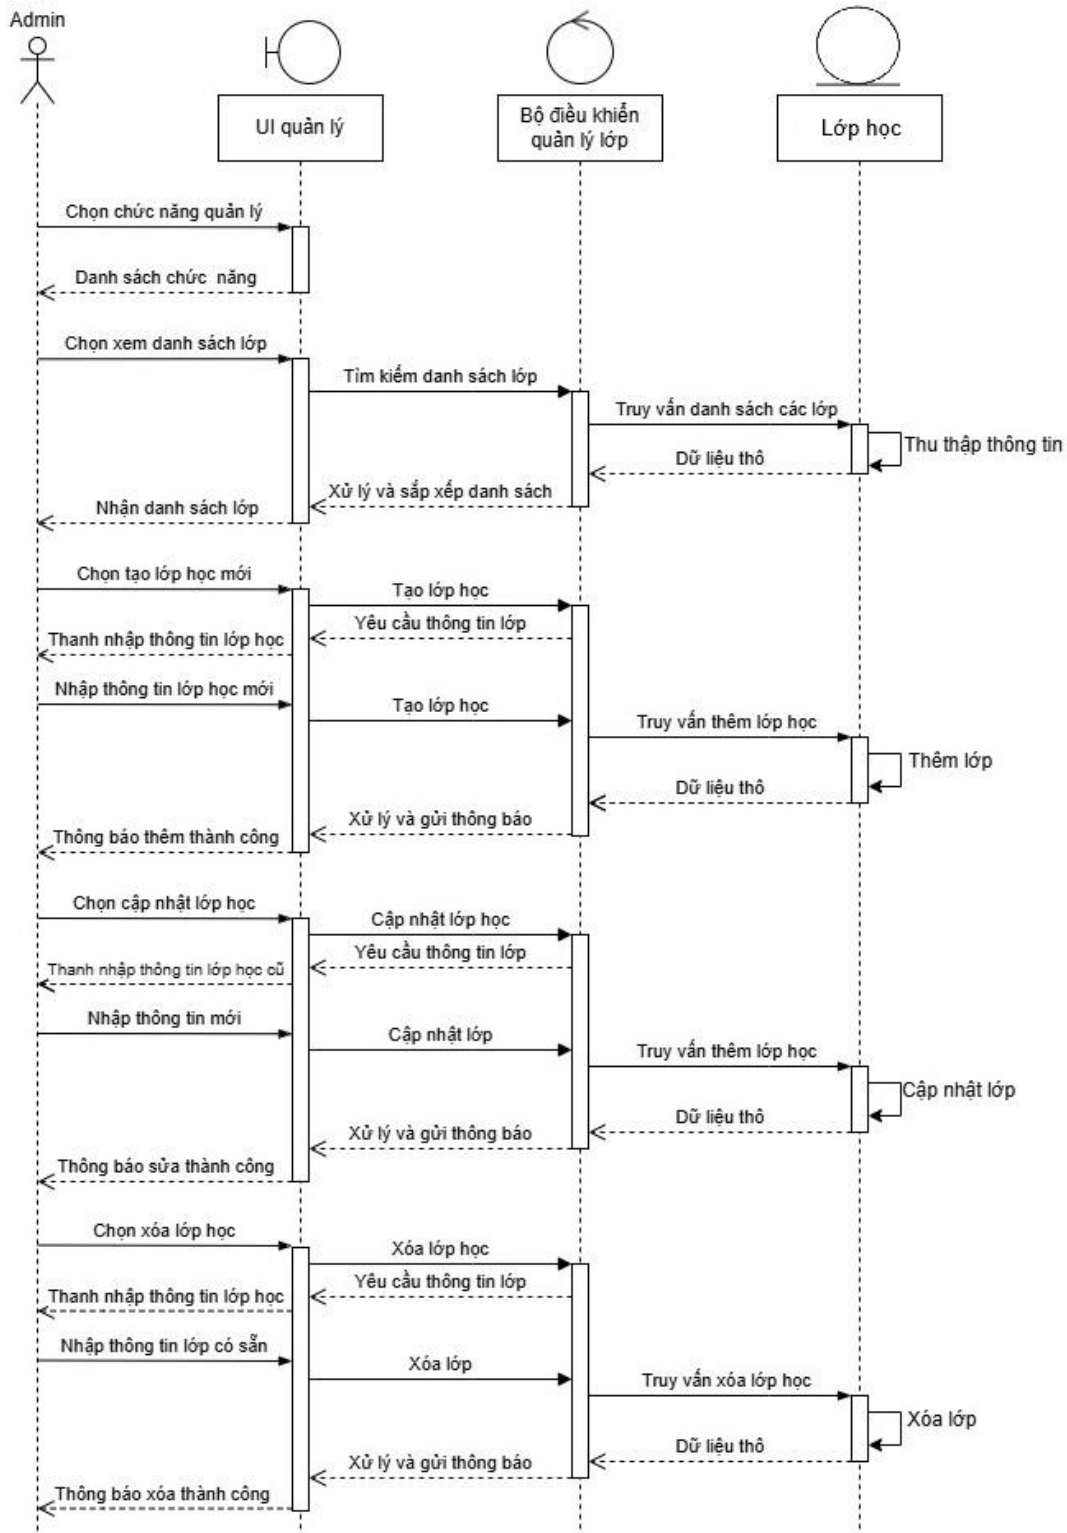 Admin
UI quản lý
Bộ điều khiển
quản lý lớp
Lớp học
Chọn chức năng quản lý
Danh sách chức năng
Chọn xem danh sách lớp
Tìm kiếm danh sách lớp
Truy vấn danh sách các lớp
Thu thập thông tin
Dữ liệu thô
Xử lý và sắp xếp danh sách
Nhận danh sách lớp
Chọn tạo lớp học mới
Tạo lớp học
Yêu cầu thông tin lớp
Thanh nhập thông tin lớp học
Nhập thông tin lớp học mới
Tạo lớp học
Truy vấn thêm lớp học
Thêm lớp
Dữ liệu thô
Xử lý và gửi thông báo
Thông báo thêm thành công
Chọn cập nhật lớp học
Cập nhật lớp học
Yêu cầu thông tin lớp
Thanh nhập thông tin lớp học cũ
Nhập thông tin mới
Cập nhật lớp
Truy vấn thêm lớp học
Cập nhật lớp
Dữ liệu thô
Xử lý và gửi thông báo
Thông báo sửa thành công
Chọn xóa lớp học
Xóa lớp học
Yêu cầu thông tin lớp
Thanh nhập thông tin lớp học
Nhập thông tin lớp có sẵn
Xóa lớp
Truy vấn xóa lớp học
Xóa lớp
Dữ liệu thô
Xử lý và gửi thông báo
Thông báo xóa thành công